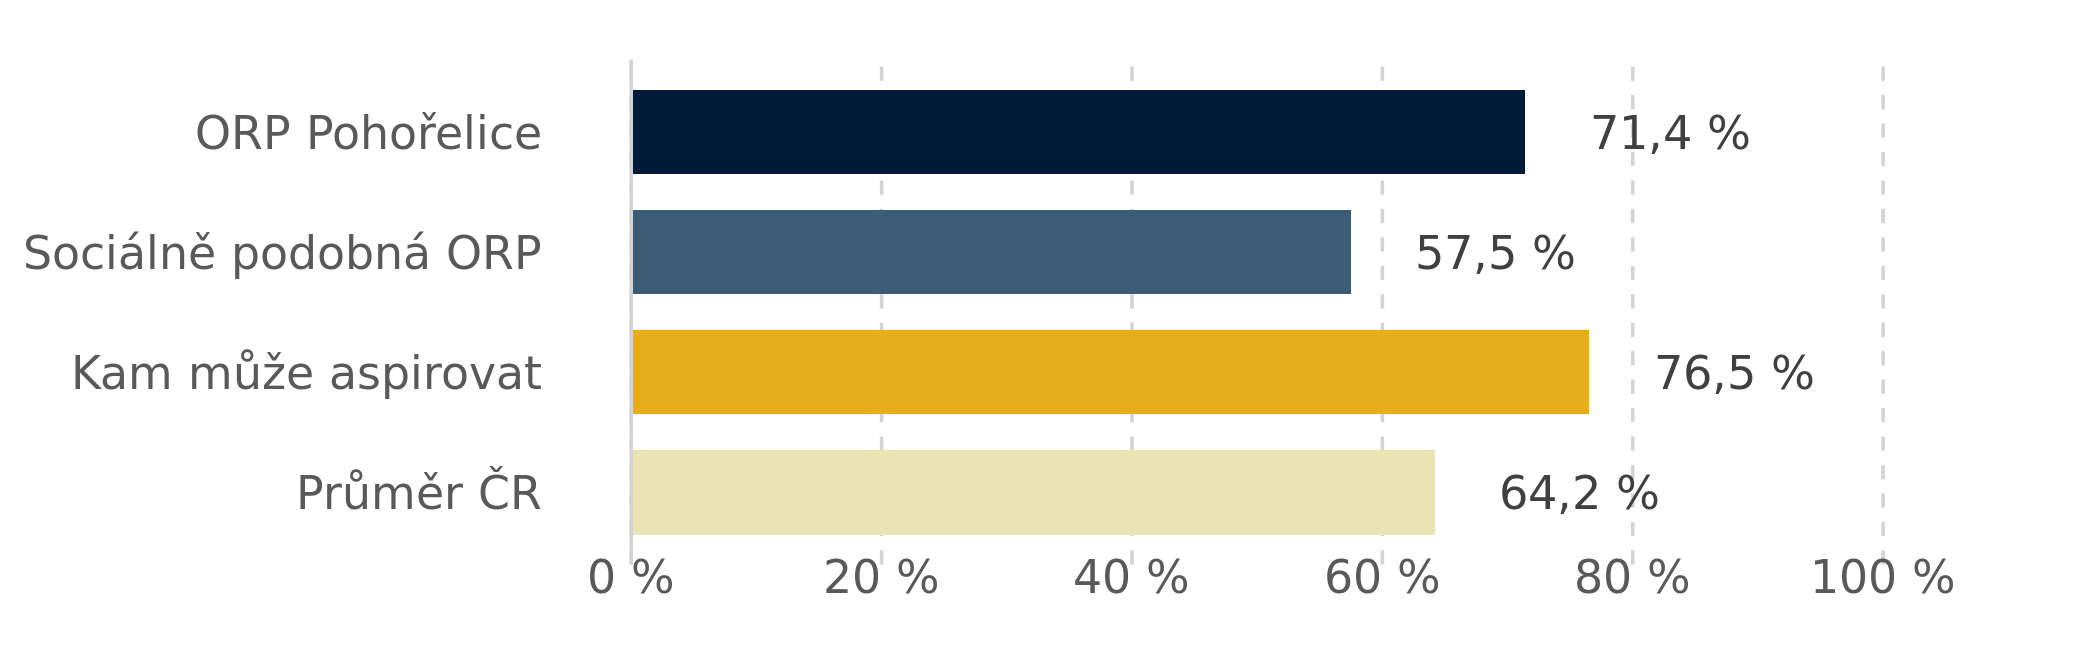 ORP Pohořelice 71,4 %
Sociálně podobná ORP 57,5 %
Kam může aspirovat 76,5 %
Průměr ČR 64,2 %
0 % 20 % 40 % 60 % 80 % 100 %